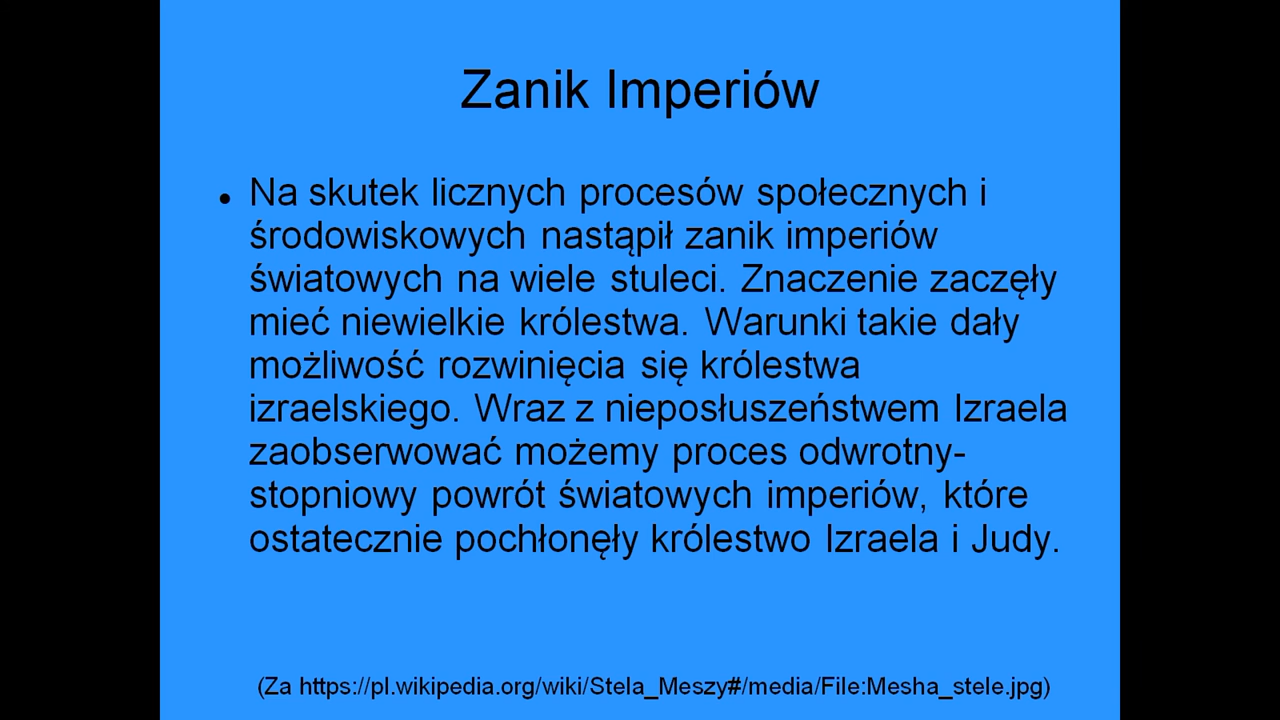 Zanik Imperiów
• Na skutek licznych procesów społecznych i
środowiskowych nastąpił zanik imperiów
światowych na wiele stuleci. Znaczenie zaczęły
mieć niewielkie królestwa. Warunki takie dały
możliwość rozwinięcia się królestwa
izraelskiego. Wraz z nieposłuszeństwem Izraela
zaobserwować możemy proces odwrotny-
stopniowy powrót światowych imperiów, które
ostatecznie pochłonęły królestwo Izraela i Judy.
(Za https://pl.wikipedia.org/wiki/Stela_Meszy#/media/File:Mesha_stele.jpg)